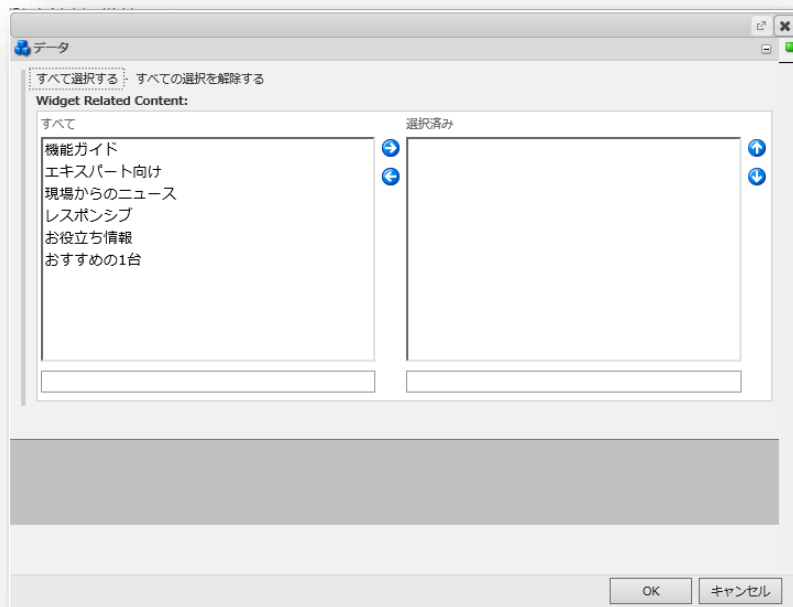 データ
すべて選択する · すべての選択を解除する
Widget Related Content:
すべて
選択済み
機能ガイド
エキスパート向け
現場からのニュース
レスポンシブ
お役立ち情報
おすすめの1台
OK
キャンセル